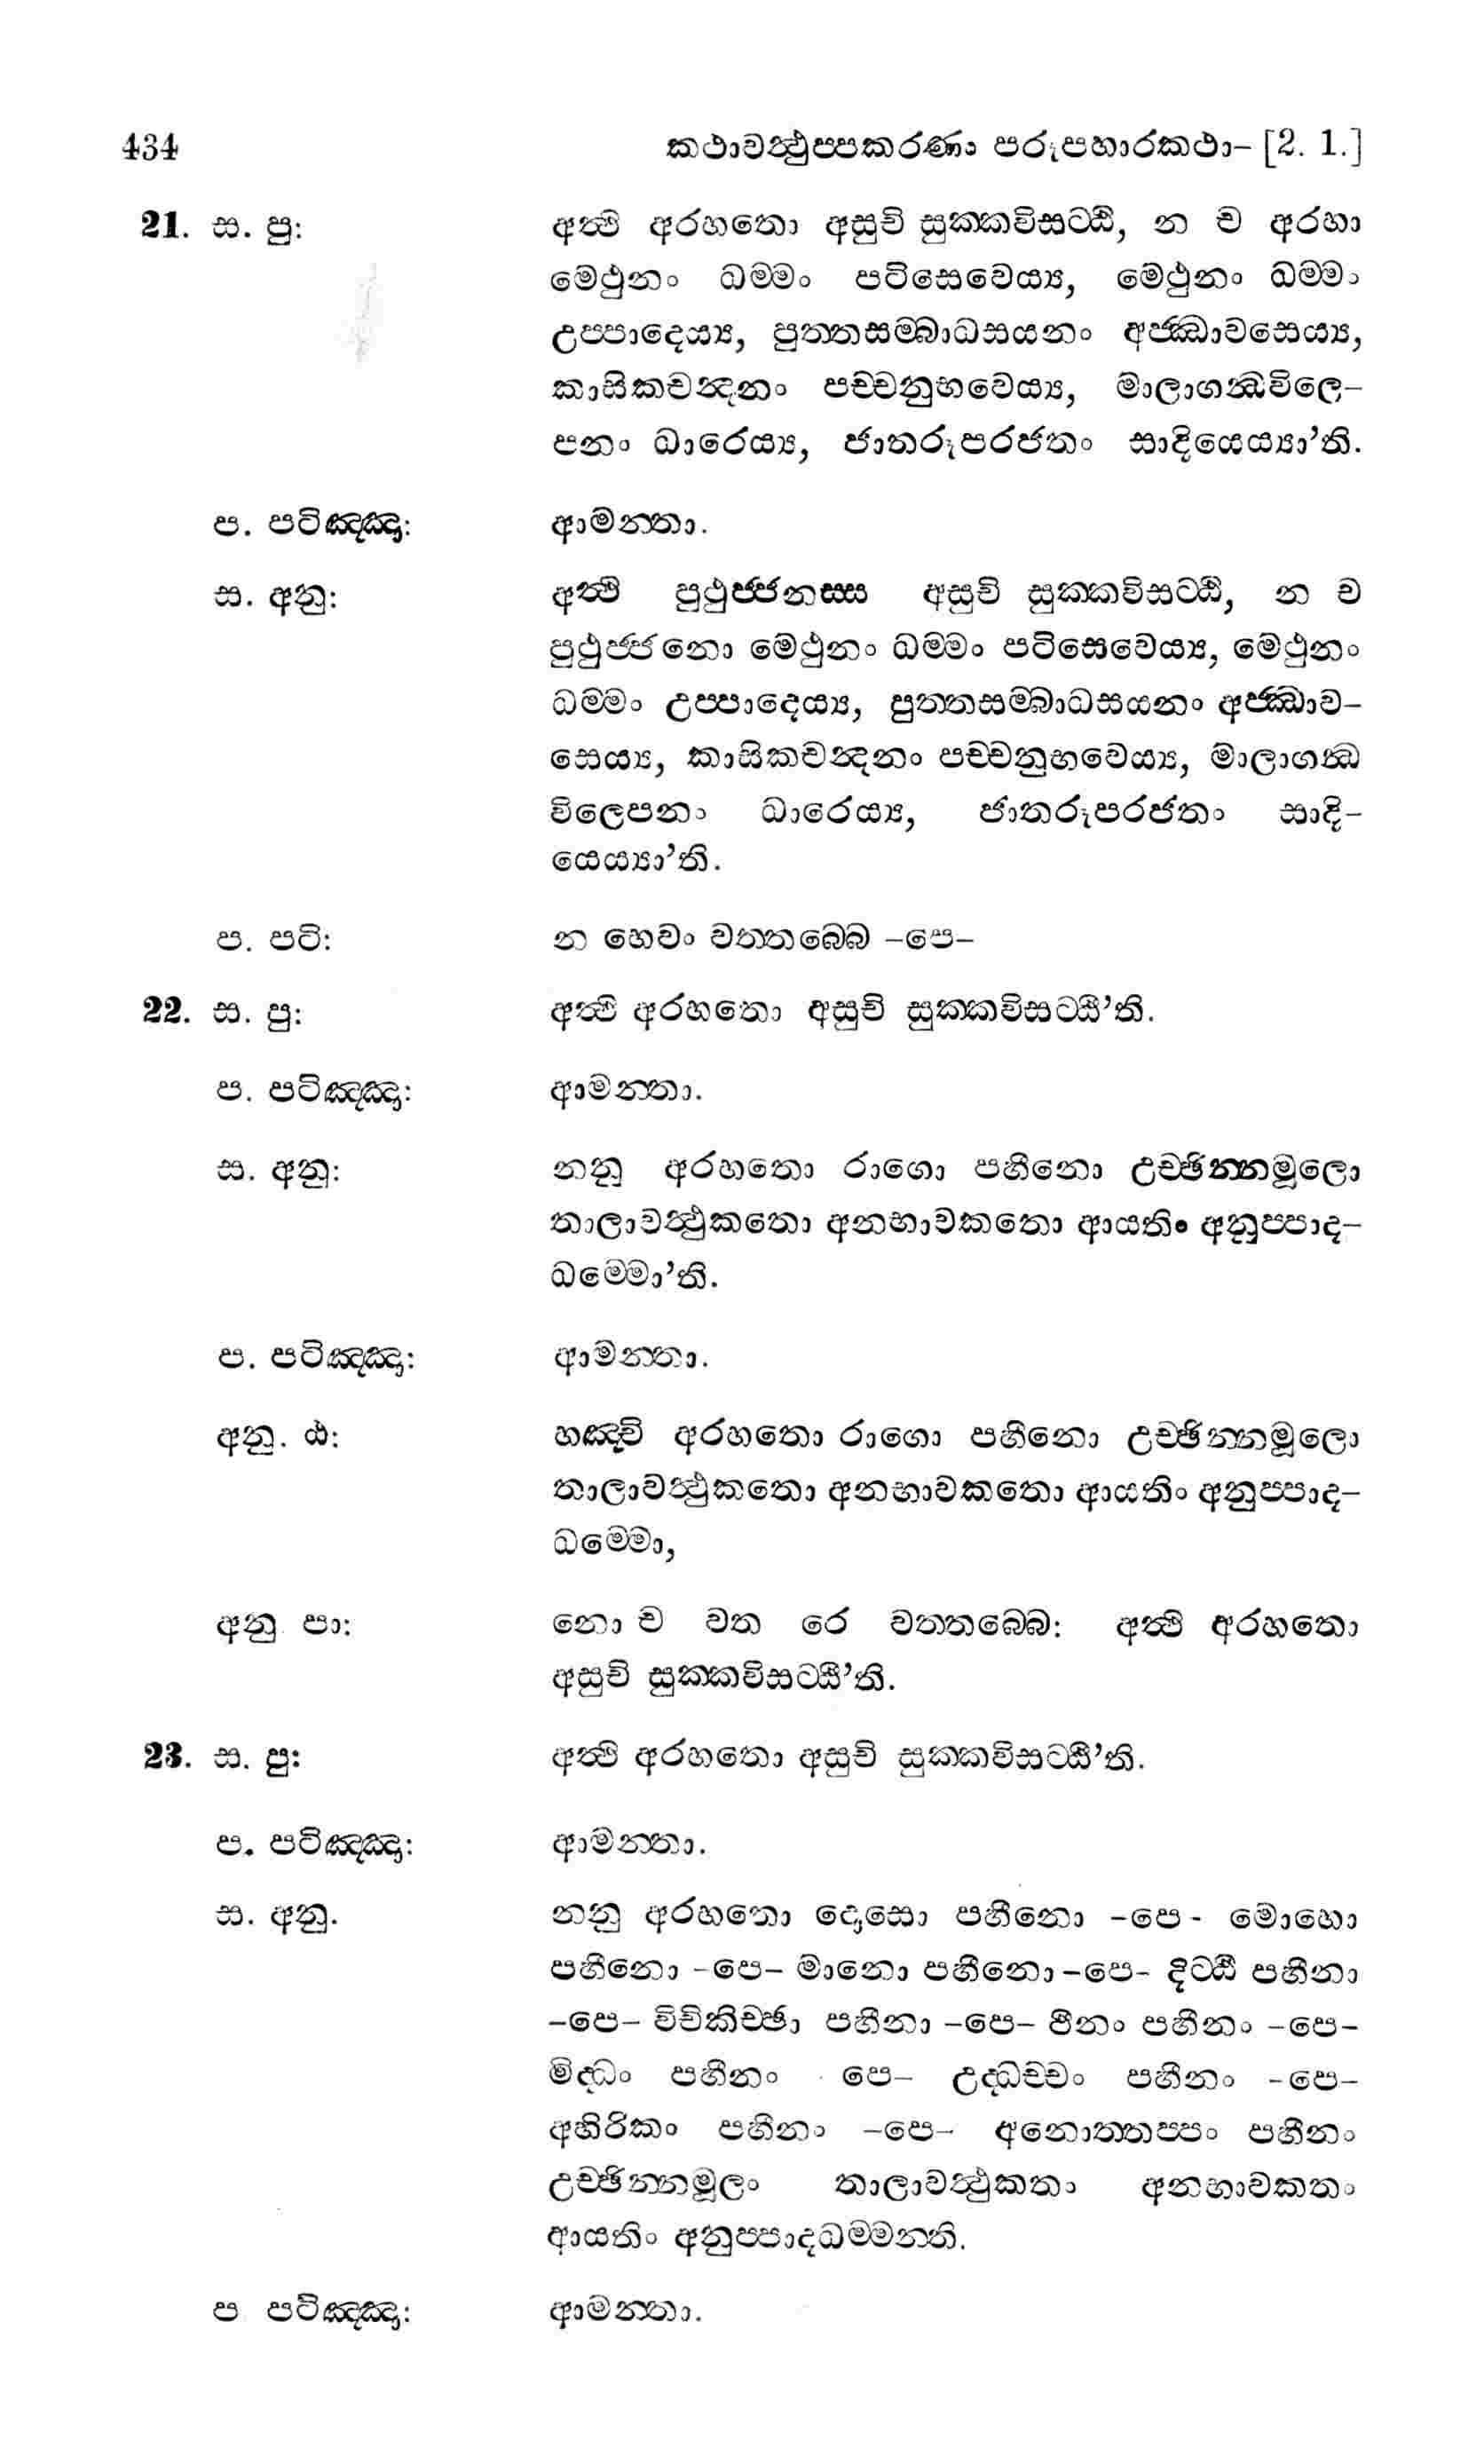 434 කථාවත්‍ථුප්පකරණං පරූපහාරකථා– [2. 1.]
21. ස. පු: අත්‍ථි අරහතො අසුචි සුක්කවිසට්ඨි, න ච අරහා
මෙථුනං ධම්මං පටිසෙවෙය්‍ය, මෙථුනං ධම්මං
උප්පාදෙය්‍ය, පුත්තසම්බාධසයනං අජ්ඣාවසෙය්‍ය,
කාසිකචන්‍දනං පච්චනුභවෙය්‍ය, මාලාගන්‍ධවිලෙ–
පනං ධාරෙය්‍ය, ජාතරූපරජතං සාදියෙය්‍යා’ති.
ප. පටිඤ්ඤා: ආමන්තා.
ස. අනු: අත්‍ථි පුථුජ්ජනස්ස අසුචි සුක්කවිසට්ඨි, න ච
පුථුජ්ජනො මෙථුනං ධම්මං පටිසෙවෙය්‍ය, මෙථුනං
ධම්මං උප්පාදෙය්‍ය, පුත්තසම්බාධසයනං අජ්ඣාව–
සෙය්‍ය, කාසිකචන්‍දනං පච්චනුභවෙය්‍ය, මාලාගන්‍ධ
විලෙපනං ධාරෙය්‍ය, ජාතරූපරජතං සාදි–
යෙය්‍යා’ති.
ප. පටි: න හෙවං වත්තබ්බෙ –පෙ–
22. ස. පු: අත්‍ථි අරහතො අසුචි සුක්කවිසට්ඨී’ති.
ප. පටිඤ්ඤා: ආමන්තා.
ස. අනු: නනු අරහතො රාගො පහීනො උච්ඡින්නමූලො
තාලාවත්‍ථුකතො අනභාවකතො ආයතිං අනුප්පාද–
ධම්මො’ති.
ප. පටිඤ්ඤා: ආමන්තා.
අනු. ඨ: හඤ්චි අරහතො රාගො පහීනො උච්ඡින්නමූලො
තාලාවත්‍ථුකතො අනභාවකතො ආයතිං අනුප්පාද–
ධම්මො,
අනු පා: නො ච වත රෙ වත්තබ්බෙ: අත්‍ථි අරහතො
අසුචි සුක්කවිසට්ඨී’ති.
23. ස. පු: අත්‍ථි අරහතො අසුචි සුක්කවිසට්ඨී’ති.
ප. පටිඤ්ඤා: ආමන්තා.
ස. අනු. නනු අරහතො දොසො පහීනො –පෙ- මොහො
පහීනො –පෙ– මානො පහීනො –පෙ- දිට්ඨි පහීනා
–පෙ– විචිකිච්ඡා පහීනා –පෙ– ථීනං පහීනං –පෙ–
මිද්ධං පහීනං පෙ– උද්ධච්චං පහීනං -පෙ–
අහිරිකං පහීනං –පෙ– අනොත්තප්පං පහීනං
උච්ඡින්නමූලං තාලාවත්‍ථුකතං අනභාවකතං
ආයතිං අනුප්පාදධම්මන්ති.
ප පටිඤ්ඤා: ආමන්තා.